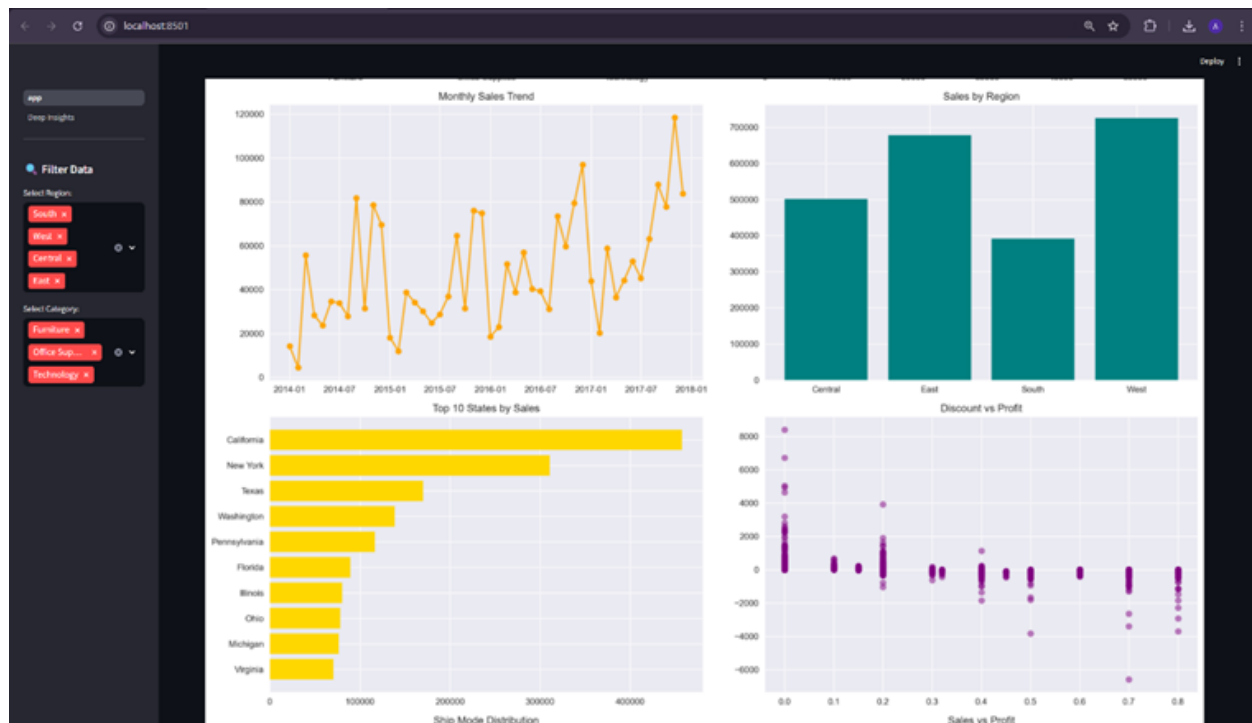 localhost:8501
A
Deploy
app
Deep Insights
Filter Data
Select Region:
South ×
West ×
Central ×
East ×
Select Category:
Furniture ×
Office Sup... ×
Technology ×
Monthly Sales Trend
120000
100000
80000
60000
40000
20000
0
2014-01 2014-07 2015-01 2015-07 2016-01 2016-07 2017-01 2017-07 2018-01
Sales by Region
700000
600000
500000
400000
300000
200000
100000
0
Central East South West
Top 10 States by Sales
California
New York
Texas
Washington
Pennsylvania
Florida
Illinois
Ohio
Michigan
Virginia
0 100000 200000 300000 400000
Discount vs Profit
8000
6000
4000
2000
0
−2000
−4000
−6000
0.0 0.1 0.2 0.3 0.4 0.5 0.6 0.7 0.8
Ship Mode Distribution
Sales vs Profit